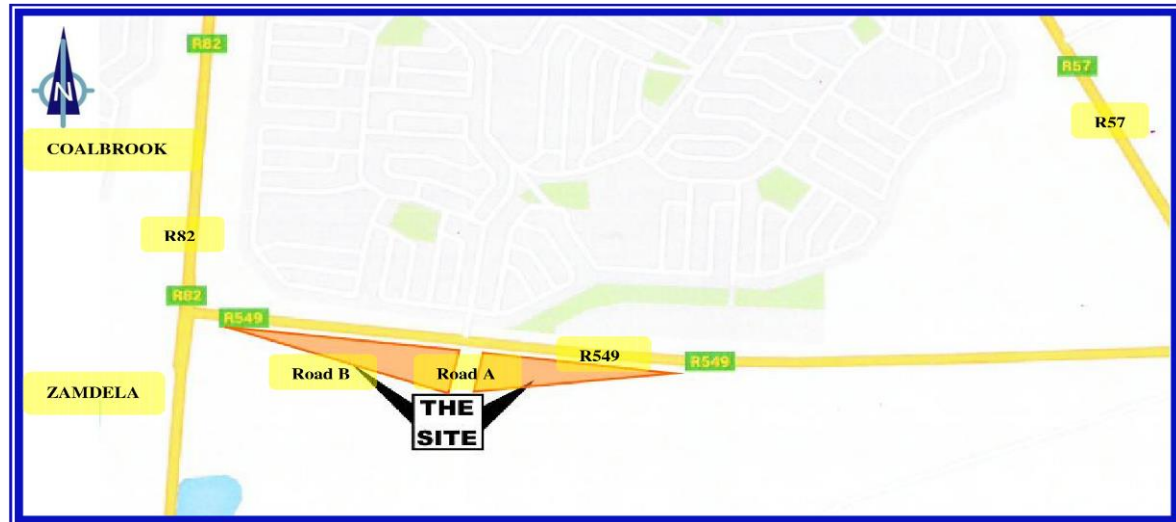 R82
R57
N
R57
COALBROOK
R82
R82
R549
R549
R549
Road B
Road A
ZAMDELA
THE
SITE